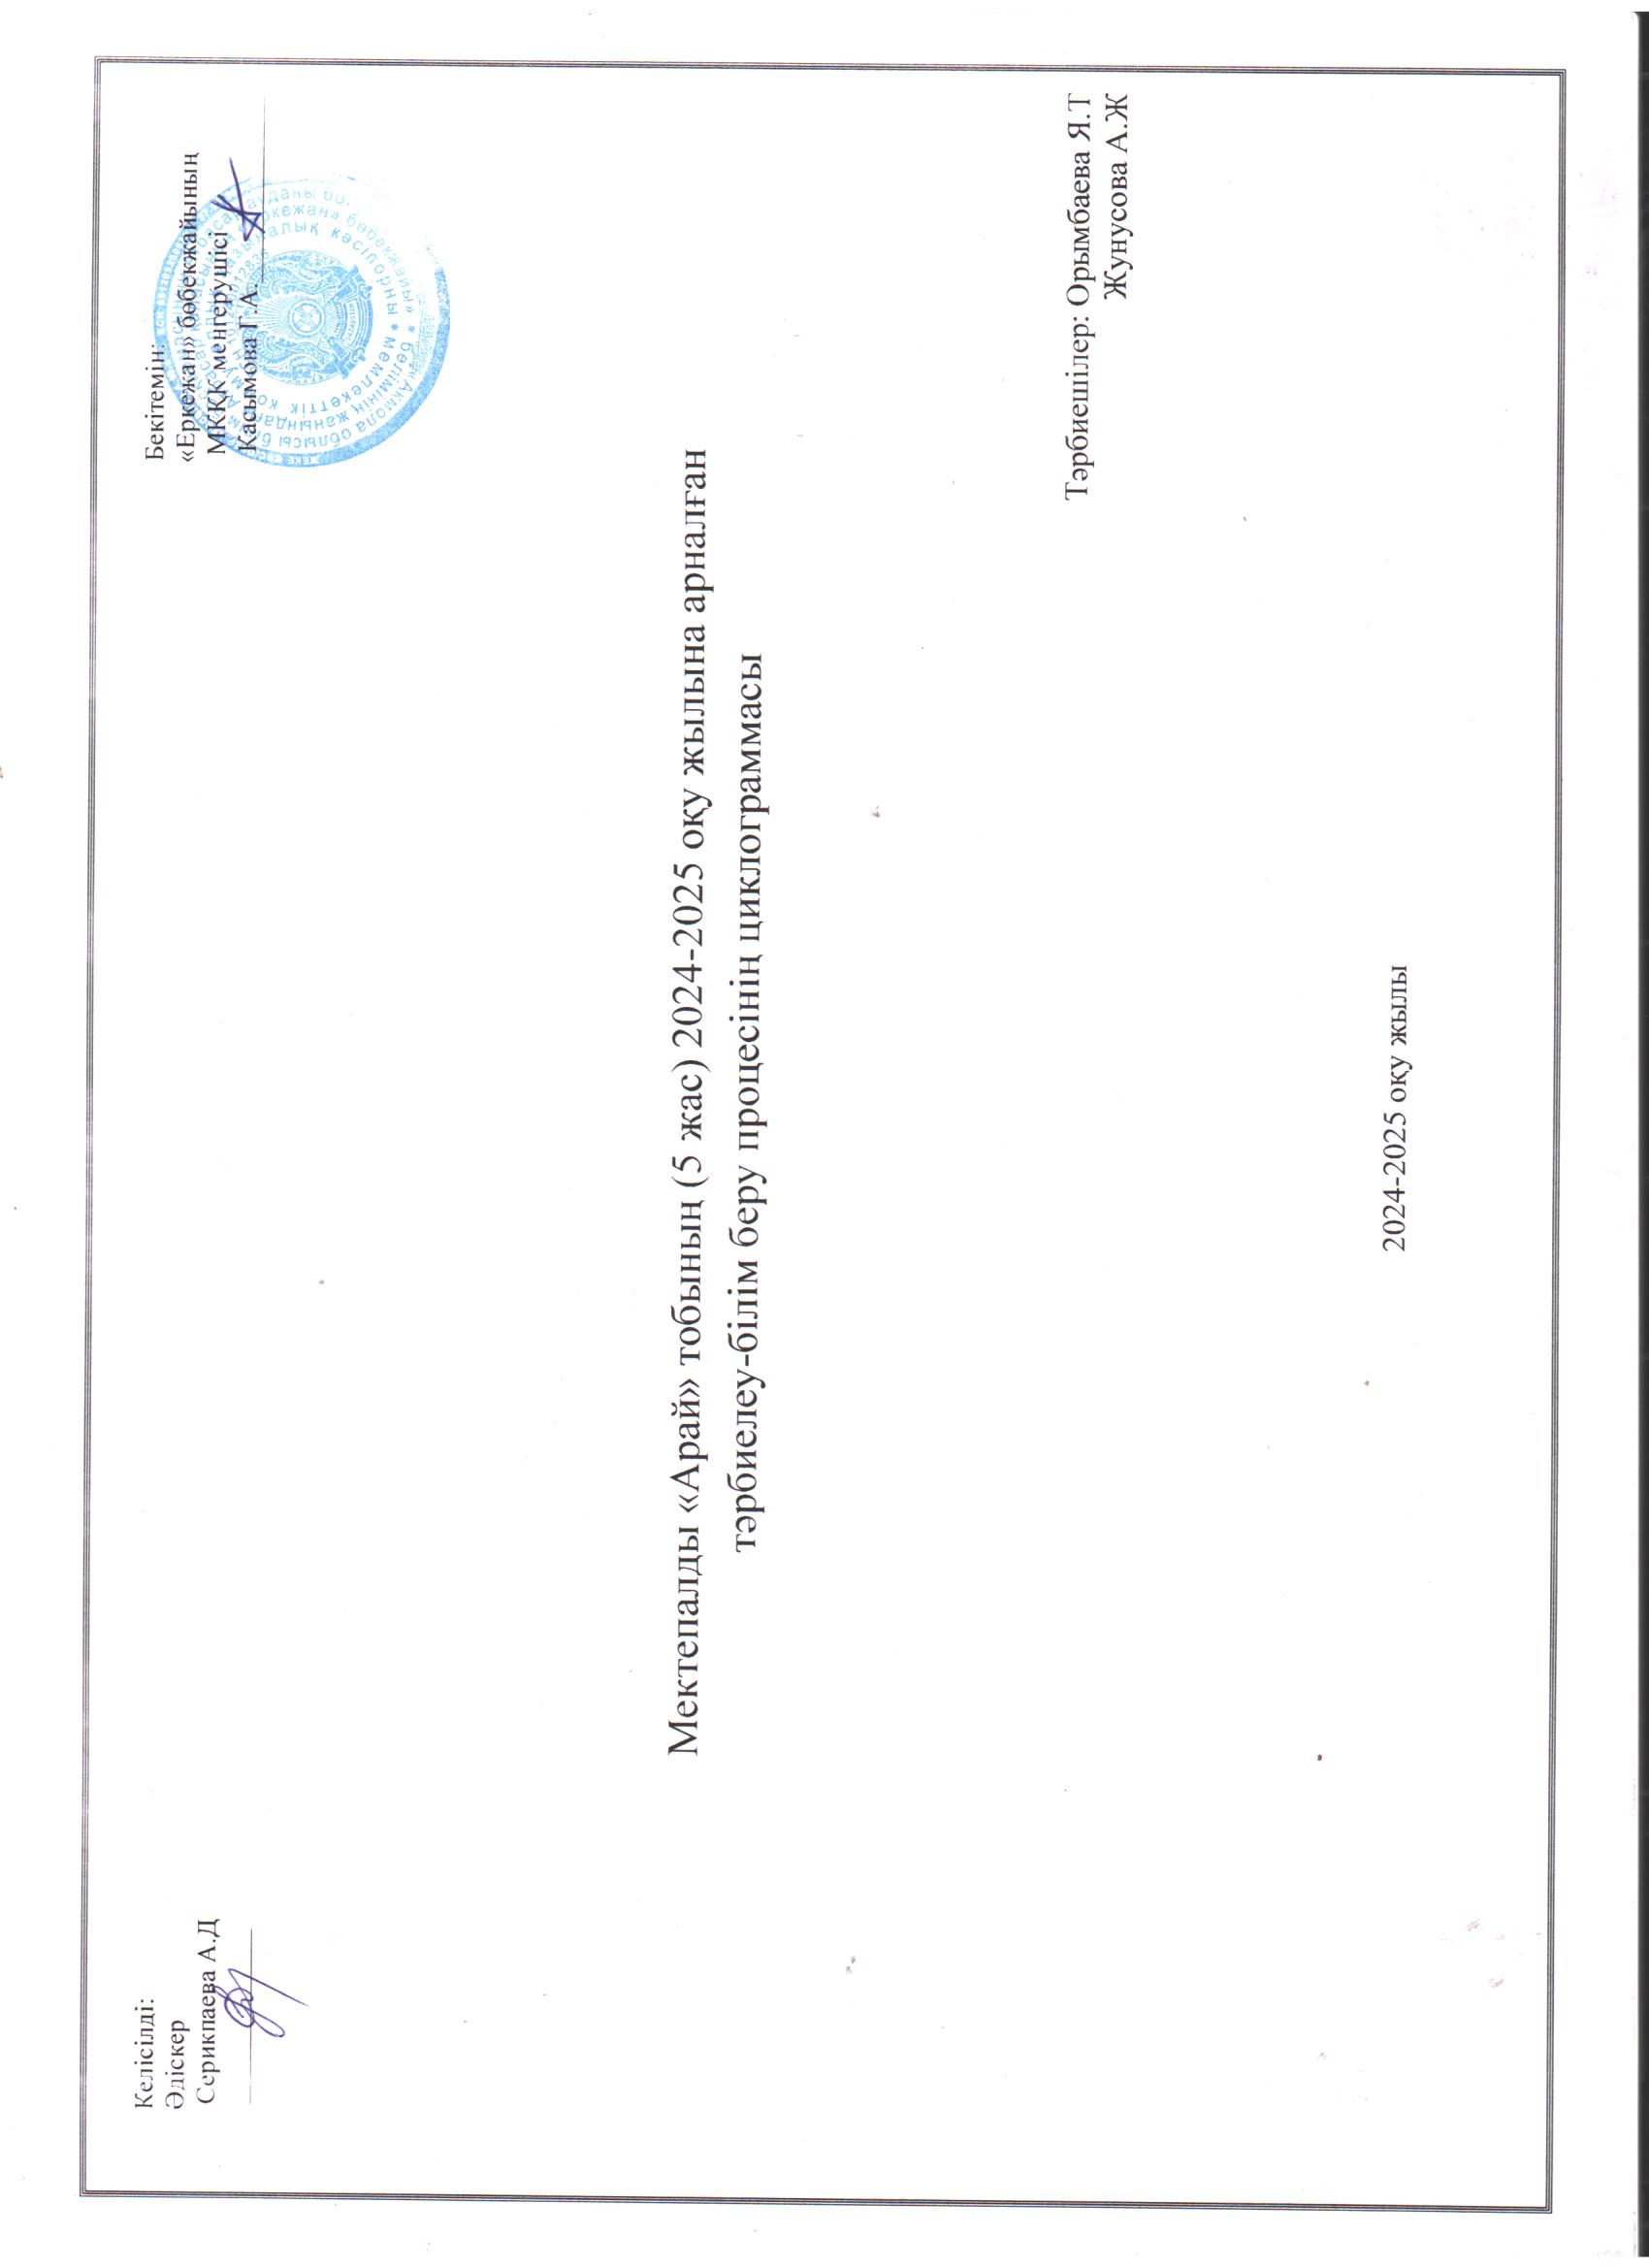 Келісілді:
Әдіскер
Серикпаева А.Д
Бекітемін:
«Еркежан» бөбекжайының
МКҚК меңгерушісі
Касымова Г.А.
Мектепалды «Арай» тобының (5 жас) 2024-2025 оқу жылына арналған
тәрбиелеу-білім беру процесінің циклограммасы
Тәрбиешілер: Орымбаева Я.Т
Жунусова А.Ж
2024-2025 оқу жылы